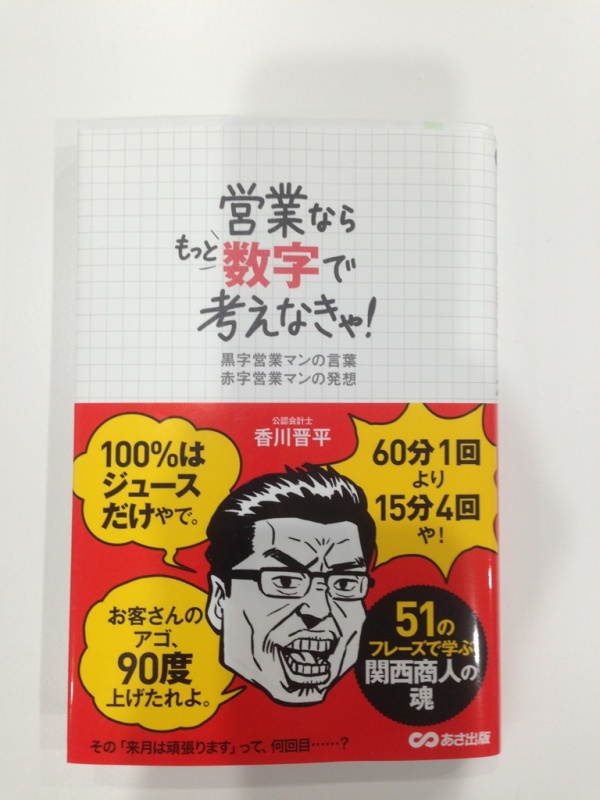 営業なら
もっと数字で
考えなきゃ!
黒字営業マンの言葉
赤字営業マンの発想
公認会計士
香川晋平
100%は
ジュース
だけやで。
60分1回
より
15分4回
や!
お客さんの
アゴ、
90度
上げたれよ。
51の
フレーズで学ぶ
関西商人の
魂
その「来月は頑張ります」って、何回目……?
あさ出版